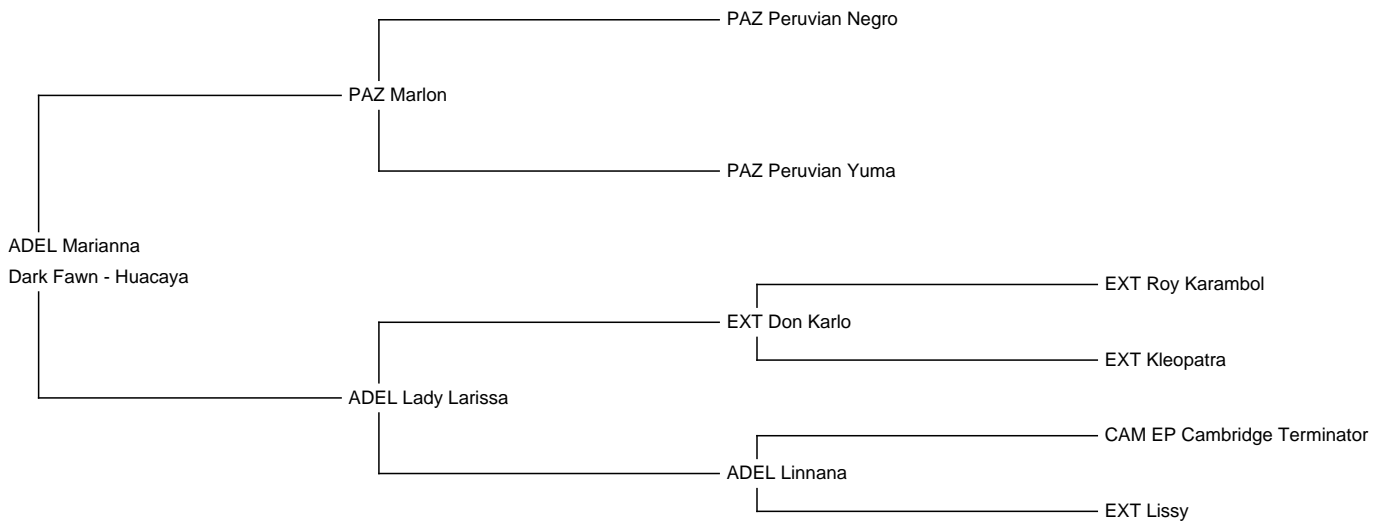 PAZ Peruvian Negro
PAZ Marlon
PAZ Peruvian Yuma
ADEL Marianna
Dark Fawn - Huacaya
EXT Roy Karambol
EXT Don Karlo
EXT Kleopatra
ADEL Lady Larissa
CAM EP Cambridge Terminator
ADEL Linnana
EXT Lissy